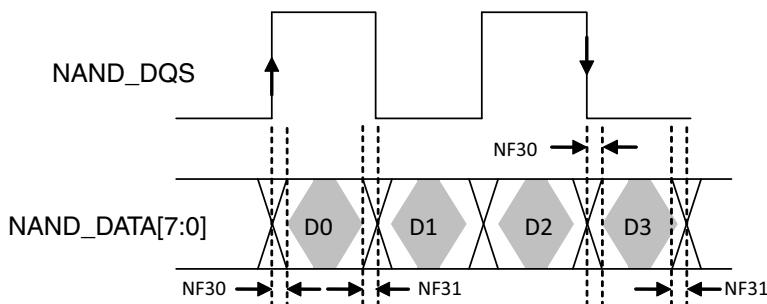 NAND_DQS
NF30
NAND_DATA[7:0]
D0 D1 D2 D3
NF30 NF31 NF31